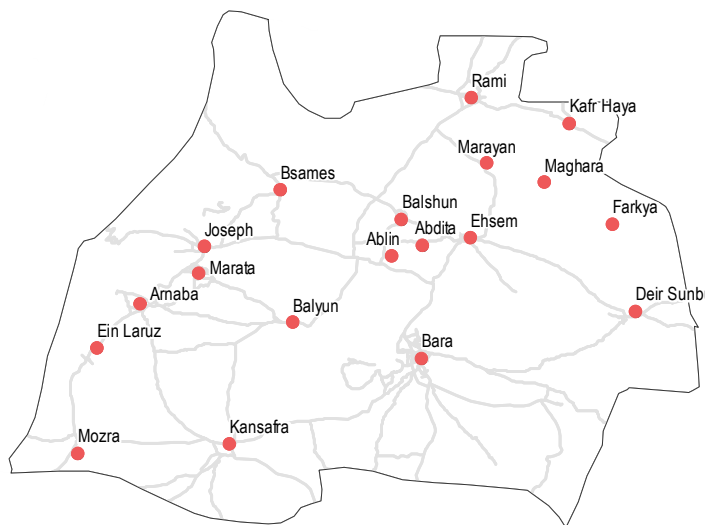 Rami
Kafr Haya
Marayan
Maghara
Bsames
Balshun
Farkya
Abdita
Ehsem
Joseph
Ablin
Marata
Arnaba
Balyun
Deir Sunb
Ein Laruz
Bara
Kansafra
Mozra